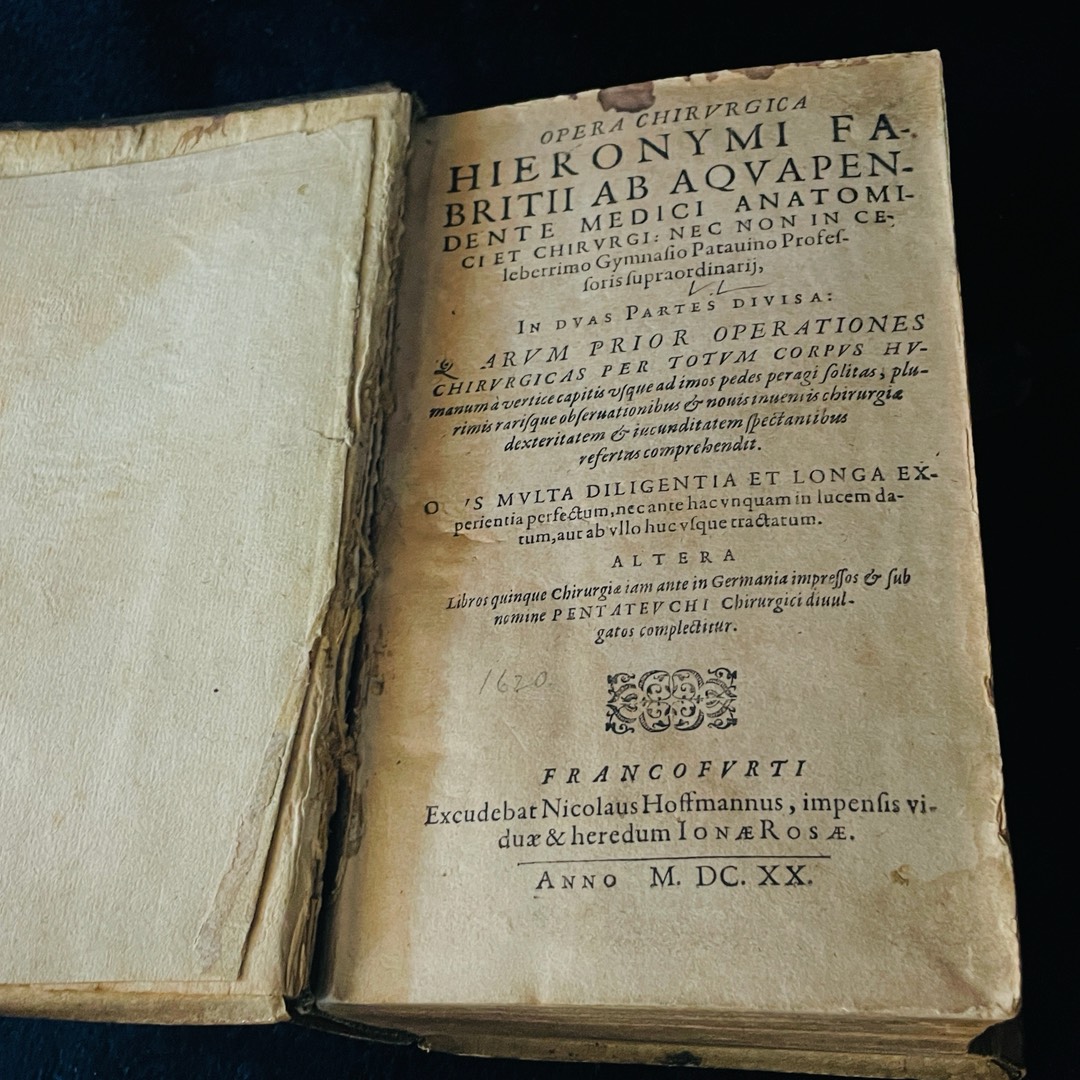 OPERA CHIRVRGICA
HIERONYMI FA-
BRITII AB AQVAPEN-
DENTE MEDICI ANATOMI-
CI ET CHIRVRGI: NEC NON IN CE-
leberrimo Gymnaſio Patauino Profeſ-
ſoris ſupraordinarij,
IN DVAS PARTES DIVISA:
ARVM PRIOR OPERATIONES
CHIRVRGICAS PER TOTVM CORPVS HV-
manum à vertice capitis vſque ad imos pedes peragi ſolitas, plu-
rimis rariſque obſeruationibus & nouis inuentis chirurgiæ
dexteritatem & iucunditatem ſpectantibus
refertas comprehendit.
MVLTA DILIGENTIA ET LONGA EX-
perientia perfectum, nec ante hac vnquam in lucem da-
tum, aut ab vllo huc vſque tractatum.
ALTERA
Libros quinque Chirurgiæ iam ante in Germania impreſſos & ſub
nomine PENTATEVCHI Chirurgici diuul-
gatos complectitur.
1620
FRANCOFVRTI
Excudebat Nicolaus Hoffmannus, impenſis vi-
duæ & heredum IONÆ ROSÆ.
ANNO M. DC. XX.